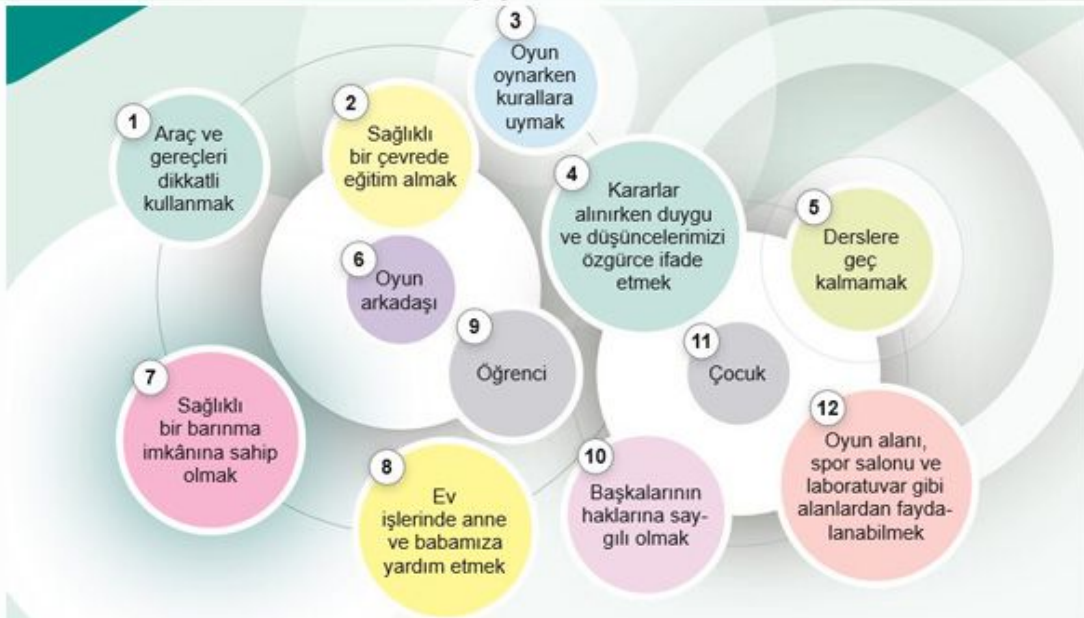 1
Araç ve
gereçleri
dikkatli
kullanmak
2
Sağlıklı
bir çevrede
eğitim almak
3
Oyun
oynarken
kurallara
uymak
4
Kararlar
alınırken duygu
ve düşüncelerimizi
özgürce ifade
etmek
5
Derslere
geç
kalmamak
6
Oyun
arkadaşı
7
Sağlıklı
bir barınma
imkânına sahip
olmak
8
Ev
işlerinde anne
ve babamıza
yardım etmek
9
Öğrenci
10
Başkalarının
haklarına say-
gılı olmak
11
Çocuk
12
Oyun alanı,
spor salonu ve
laboratuvar gibi
alanlardan fayda-
lanabilmek